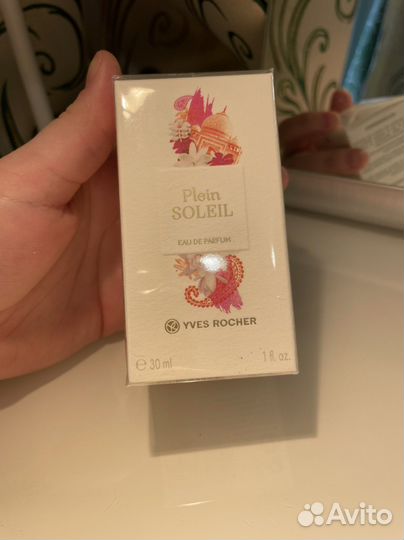 Plein
SOLEIL
EAU DE PARFUM
YVES ROCHER
℮ 30 ml
1 fl. oz.
Avito